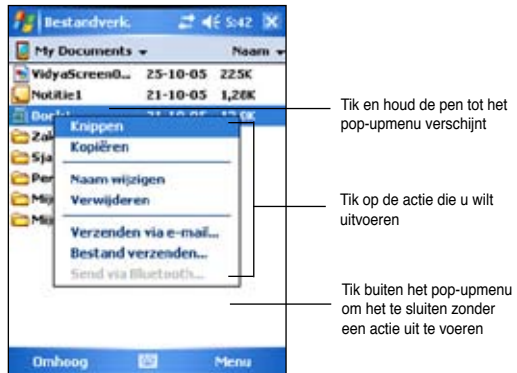 Bestandverk. 5:42
My Documents Naam
VidyaScreen0... 25-10-05 225K
Notitie1 21-10-05 1,28K
Knippen
Kopiëren
Naam wijzigen
Verwijderen
Verzenden via e-mail...
Bestand verzenden...
Send via Bluetooth...
Omhoog Menu
Tik en houd de pen tot het
pop-upmenu verschijnt
Tik op de actie die u wilt
uitvoeren
Tik buiten het pop-upmenu
om het te sluiten zonder
een actie uit te voeren